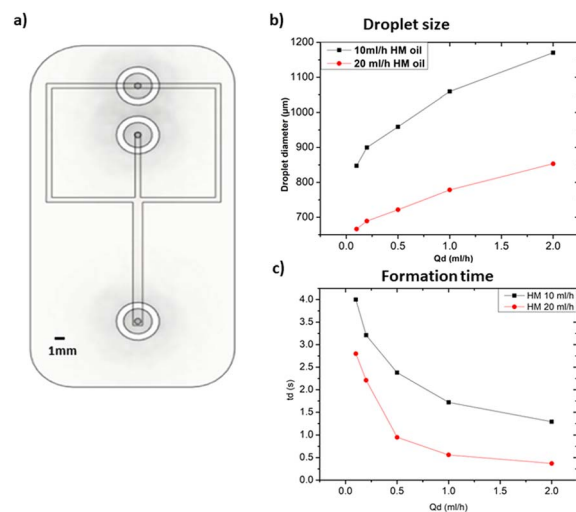 a)
1mm
b)
Droplet size
10ml/h HM oil
20 ml/h HM oil
Droplet diameter (µm)
1200
1100
1000
900
800
700
0.0 0.5 1.0 1.5 2.0
Qd (ml/h)
c)
Formation time
HM 10 ml/h
HM 20 ml/h
td (s)
4.0
3.5
3.0
2.5
2.0
1.5
1.0
0.5
0.0
0.0 0.5 1.0 1.5 2.0
Qd (ml/h)